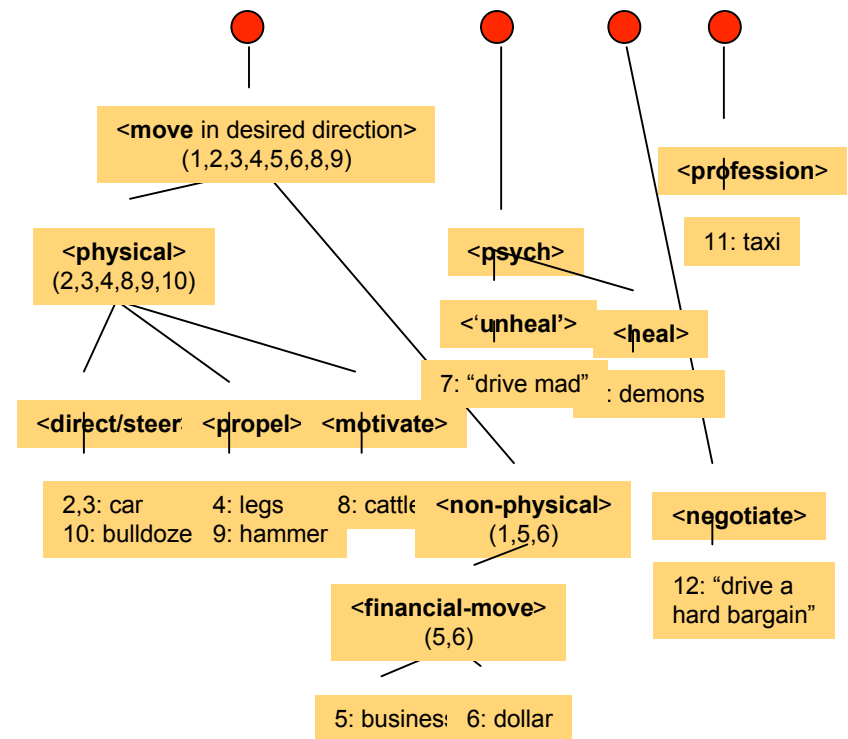 <move in desired direction>
(1,2,3,4,5,6,8,9)
<profession>
11: taxi
<physical>
(2,3,4,8,9,10)
<psych>
<‘unheal’>
<heal>
7: “drive mad”
: demons
<direct/steer
<propel>
<motivate>
2,3: car
10: bulldoze
4: legs
9: hammer
8: cattle
<non-physical>
(1,5,6)
<negotiate>
12: “drive a
hard bargain”
<financial-move>
(5,6)
5: business
6: dollar